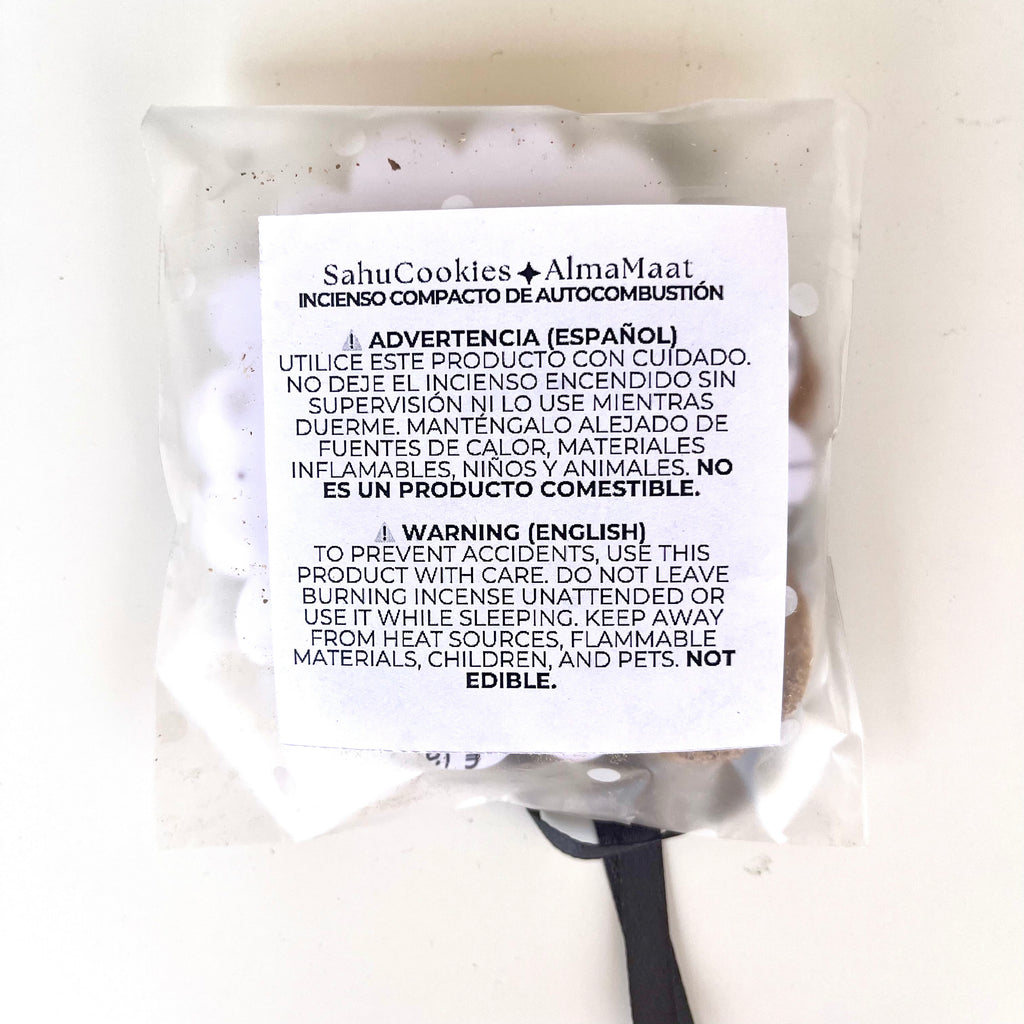 SahuCookies ✦ AlmaMaat
INCIENSO COMPACTO DE AUTOCOMBUSTIÓN
⚠ ADVERTENCIA (ESPAÑOL)
UTILICE ESTE PRODUCTO CON CUIDADO.
NO DEJE EL INCIENSO ENCENDIDO SIN
SUPERVISIÓN NI LO USE MIENTRAS
DUERME. MANTÉNGALO ALEJADO DE
FUENTES DE CALOR, MATERIALES
INFLAMABLES, NIÑOS Y ANIMALES. NO
ES UN PRODUCTO COMESTIBLE.
⚠ WARNING (ENGLISH)
TO PREVENT ACCIDENTS, USE THIS
PRODUCT WITH CARE. DO NOT LEAVE
BURNING INCENSE UNATTENDED OR
USE IT WHILE SLEEPING. KEEP AWAY
FROM HEAT SOURCES, FLAMMABLE
MATERIALS, CHILDREN, AND PETS. NOT
EDIBLE.